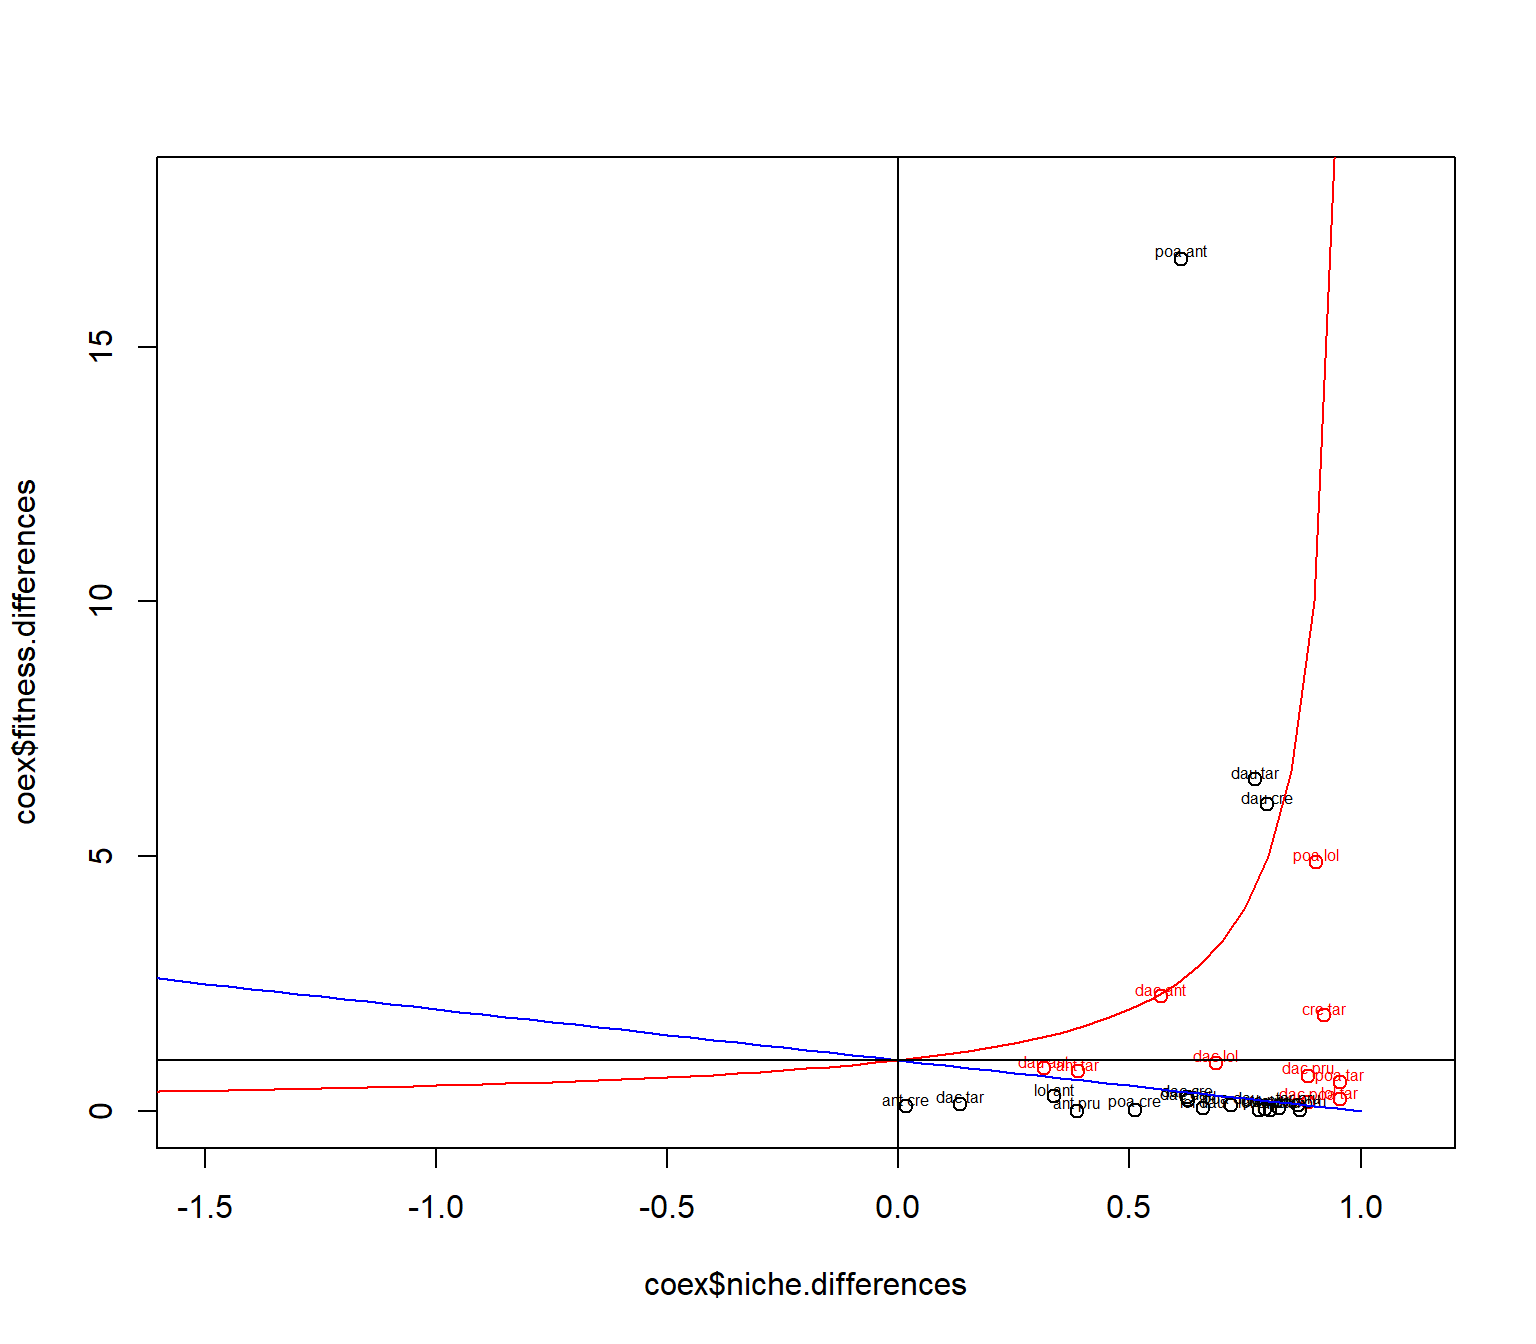 poa ant
15
10
5
0
coex$fitness.differences
dau tar
dau cre
poa lol
dac ant
cre tar
dac lol
ant tar
dac pru
poa tar
lol ant
dac tar
ant cre
ant pru
poa cre
dac cre
-1.5
-1.0
-0.5
0.0
0.5
1.0
coex$niche.differences